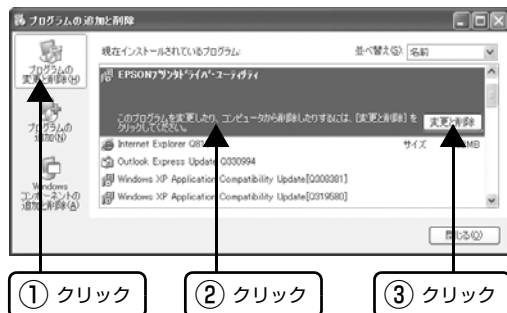 プログラムの追加と削除
現在インストールされているプログラム:
並べ替え(S):
名前
プログラムの
変更と削除(H)
EPSONプリンタドライバ・ユーティリティ
このプログラムを変更したり、コンピュータから削除したりするには、[変更と削除] を
クリックしてください。
変更と削除
プログラムの
追加(N)
Internet Explorer
サイズ
MB
Outlook Express Update Q330994
Windows XP Application Compatibility Update[Q308381]
Windows XP Application Compatibility Update[Q319580]
Windows
コンポーネントの
追加と削除(A)
閉じる(O)
① クリック
② クリック
③ クリック